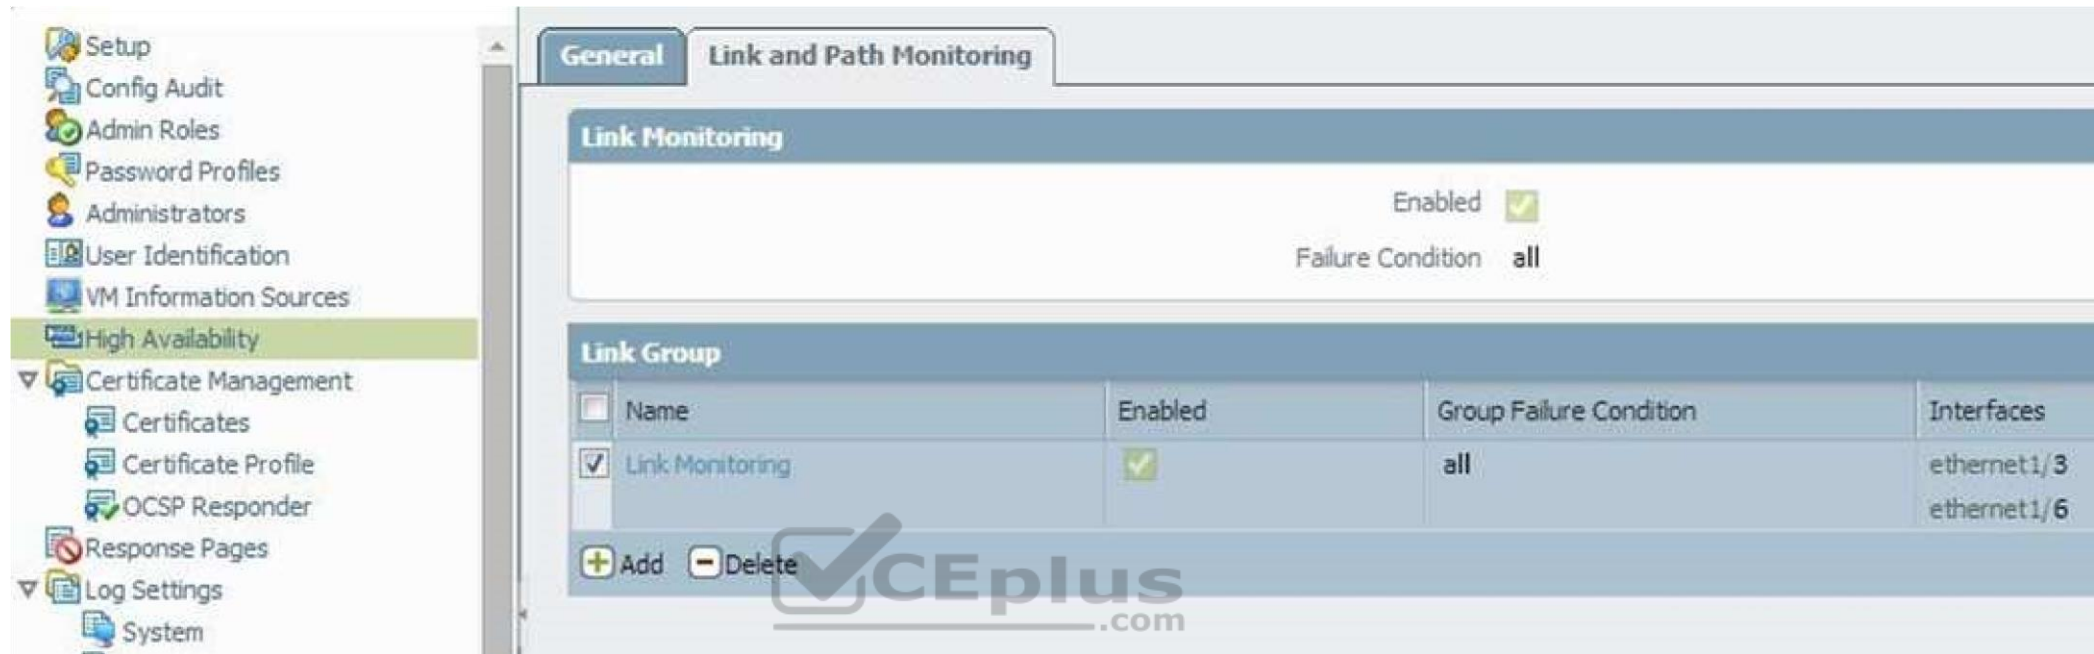 Setup
Config Audit
Admin Roles
Password Profiles
Administrators
User Identification
VM Information Sources
High Availability
Certificate Management
Certificates
Certificate Profile
OCSP Responder
Response Pages
Log Settings
System
General
Link and Path Monitoring
Link Monitoring
Enabled
Failure Condition all
Link Group
Name Enabled Group Failure Condition Interfaces
Link Monitoring all ethernet1/3
ethernet1/6
Add Delete
CEplus
.com